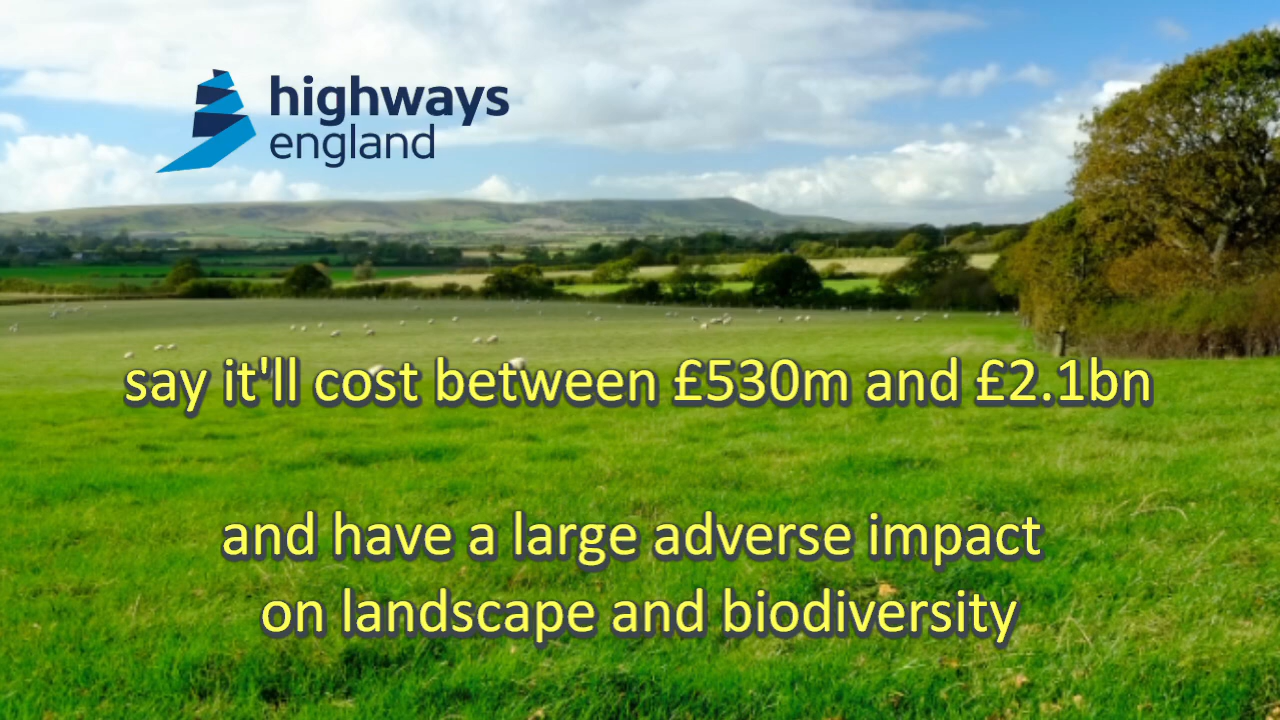 highways
england
say it'll cost between £530m and £2.1bn
and have a large adverse impact
on landscape and biodiversity